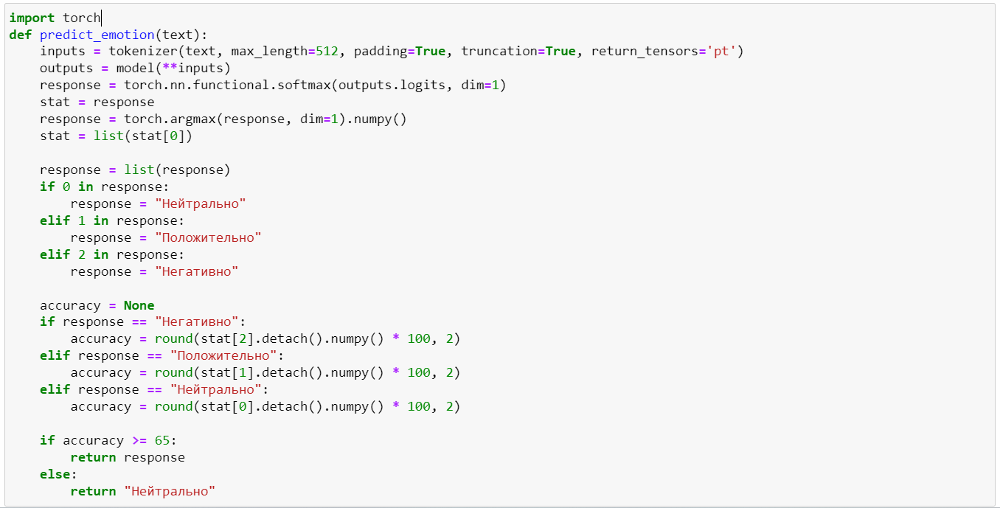 import torch
def predict_emotion(text):
    inputs = tokenizer(text, max_length=512, padding=True, truncation=True, return_tensors='pt')
    outputs = model(**inputs)
    response = torch.nn.functional.softmax(outputs.logits, dim=1)
    stat = response
    response = torch.argmax(response, dim=1).numpy()
    stat = list(stat[0])

    response = list(response)
    if 0 in response:
        response = "Нейтрально"
    elif 1 in response:
        response = "Положительно"
    elif 2 in response:
        response = "Негативно"

    accuracy = None
    if response == "Негативно":
        accuracy = round(stat[2].detach().numpy() * 100, 2)
    elif response == "Положительно":
        accuracy = round(stat[1].detach().numpy() * 100, 2)
    elif response == "Нейтрально":
        accuracy = round(stat[0].detach().numpy() * 100, 2)

    if accuracy >= 65:
        return response
    else:
        return "Нейтрально"